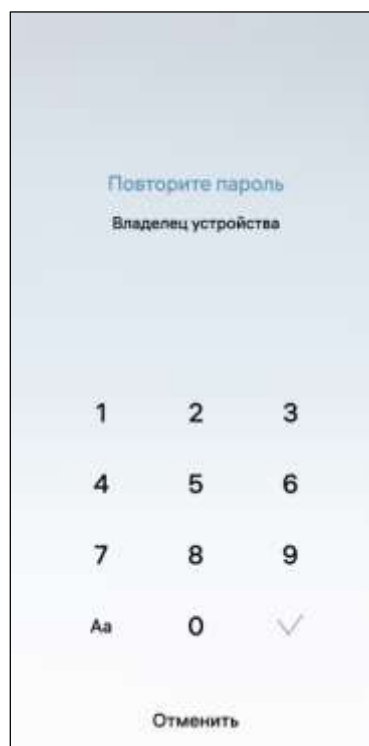 Повторите пароль
Владелец устройства
1 2 3
4 5 6
7 8 9
Aa 0
Отменить